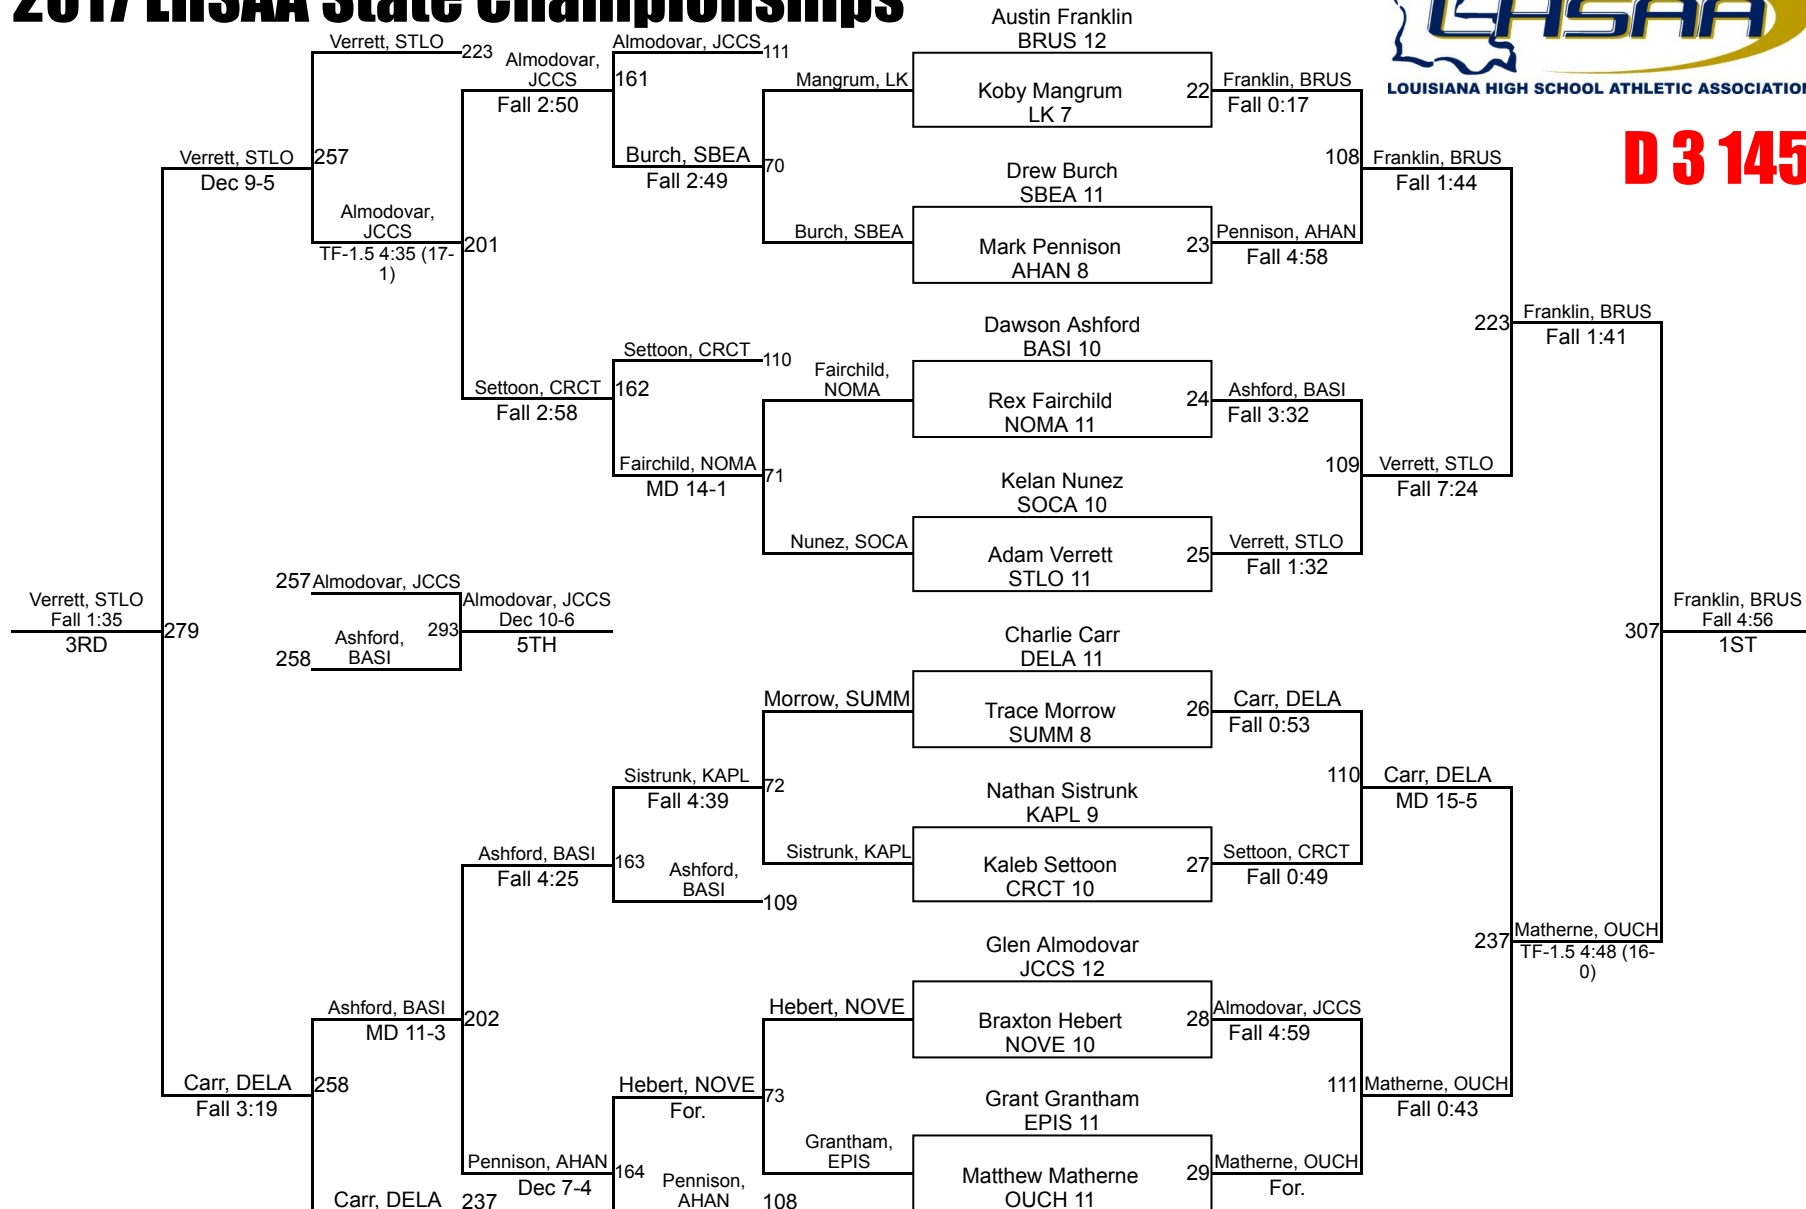 2017 LHSAA State Championships
LHSAA
LOUISIANA HIGH SCHOOL ATHLETIC ASSOCIATIO
D 3 145
Austin Franklin
BRUS 12
Koby Mangrum
LK 7
22
Drew Burch
SBEA 11
Mark Pennison
AHAN 8
23
Dawson Ashford
BASI 10
Rex Fairchild
NOMA 11
24
Kelan Nunez
SOCA 10
Adam Verrett
STLO 11
25
Charlie Carr
DELA 11
Trace Morrow
SUMM 8
26
Nathan Sistrunk
KAPL 9
Kaleb Settoon
CRCT 10
27
Glen Almodovar
JCCS 12
Braxton Hebert
NOVE 10
28
Grant Grantham
EPIS 11
Matthew Matherne
OUCH 11
29
Franklin, BRUS
Fall 0:17
108
Pennison, AHAN
Fall 4:58
Ashford, BASI
Fall 3:32
109
Verrett, STLO
Fall 1:32
Carr, DELA
Fall 0:53
110
Settoon, CRCT
Fall 0:49
Almodovar, JCCS
Fall 4:59
111
Matherne, OUCH
For.
Franklin, BRUS
Fall 1:44
223
Verrett, STLO
Fall 7:24
Carr, DELA
MD 15-5
237
Matherne, OUCH
Fall 0:43
Franklin, BRUS
Fall 1:41
307
Matherne, OUCH
TF-1.5 4:48 (16-
0)
Franklin, BRUS
Fall 4:56
1ST
Mangrum, LK
70
Burch, SBEA
Fairchild,
NOMA
71
Nunez, SOCA
Morrow, SUMM
72
Sistrunk, KAPL
Hebert, NOVE
73
Grantham,
EPIS
Almodovar, JCCS
111
161
Burch, SBEA
Fall 2:49
Settoon, CRCT
110
162
Fairchild, NOMA
MD 14-1
Sistrunk, KAPL
Fall 4:39
163
Ashford,
BASI
109
Hebert, NOVE
For.
164
Pennison,
AHAN
108
Almodovar,
JCCS
Fall 2:50
201
Settoon, CRCT
Fall 2:58
Ashford, BASI
Fall 4:25
202
Pennison, AHAN
Dec 7-4
Verrett, STLO
223
257
Almodovar,
JCCS
TF-1.5 4:35 (17-
1)
Ashford, BASI
MD 11-3
258
Carr, DELA
237
Verrett, STLO
Dec 9-5
279
Carr, DELA
Fall 3:19
Verrett, STLO
Fall 1:35
3RD
257
Almodovar, JCCS
293
258
Ashford,
BASI
Almodovar, JCCS
Dec 10-6
5TH